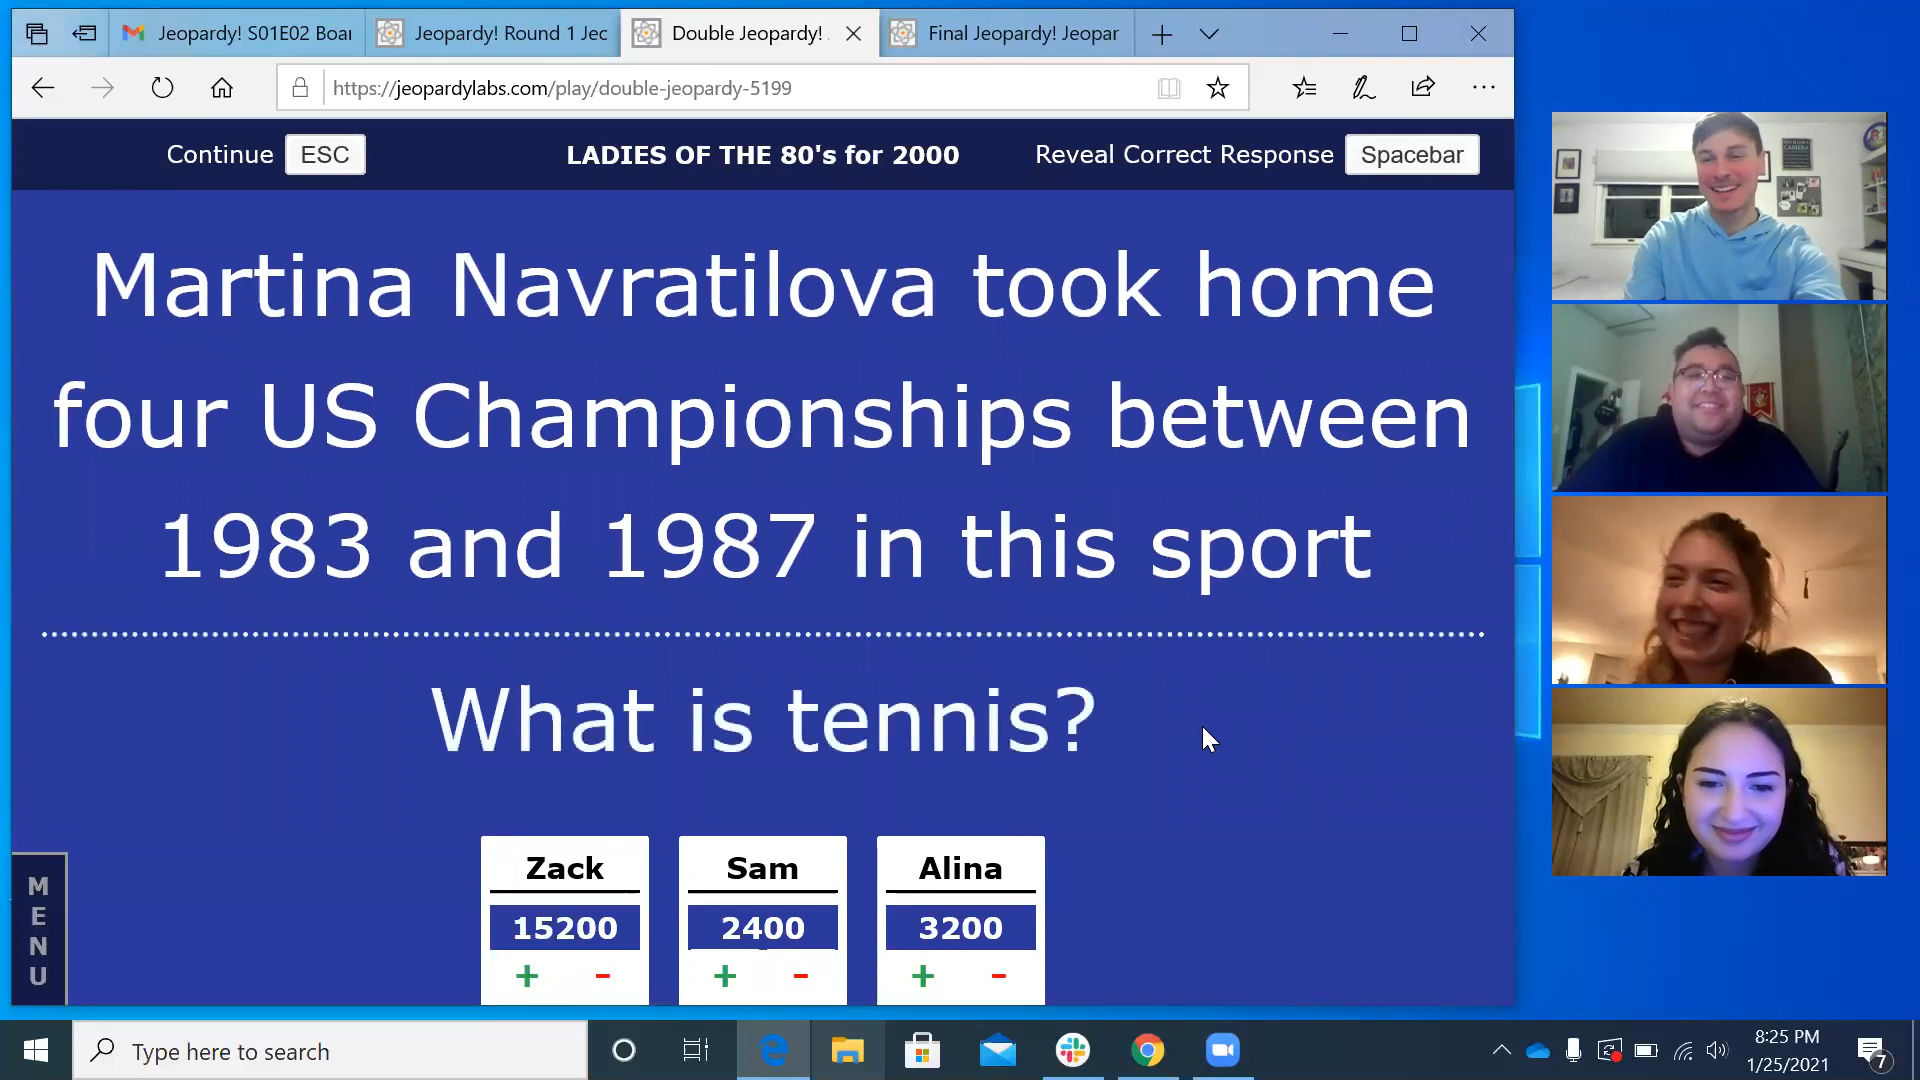 Jeopardy! S01E02 Boar
Jeopardy! Round 1 Jec
Double Jeopardy!
Final Jeopardy! Jeopar
https://jeopardylabs.com/play/double-jeopardy-5199
Continue ESC
LADIES OF THE 80's for 2000
Reveal Correct Response Spacebar
Martina Navratilova took home
four US Championships between
1983 and 1987 in this sport
What is tennis?
MENU
Zack Sam Alina
15200 2400 3200
+ - + - + -
Type here to search
8:25 PM
1/25/2021
7